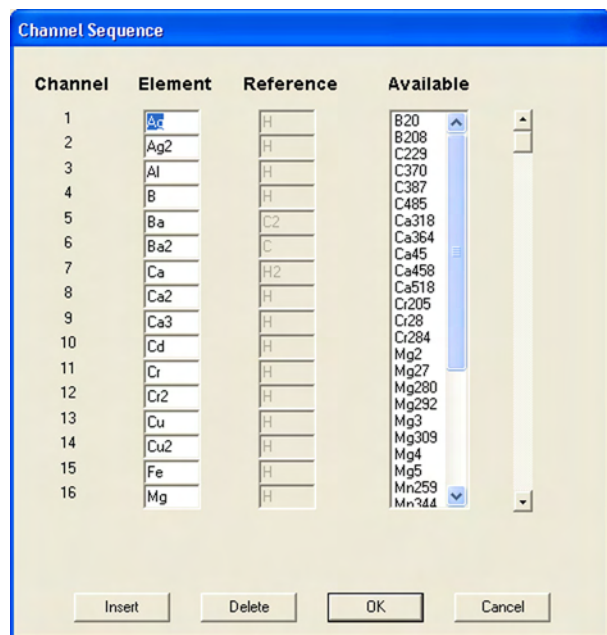 Channel Sequence
Channel Element Reference Available
1 Ag H B20
2 Ag2 H B208
3 Al H C229
4 B H C370
5 Ba C2 C387
6 Ba2 C C485
7 Ca H2 Ca318
8 Ca2 H Ca364
9 Ca3 H Ca45
10 Cd H Ca458
11 Cr H Ca518
12 Cr2 H Cr205
13 Cu H Cr28
14 Cu2 H Cr284
15 Fe H Mg2
16 Mg H Mg27
Mg280
Mg292
Mg3
Mg309
Mg4
Mg5
Mn259
Mn344
Insert Delete OK Cancel